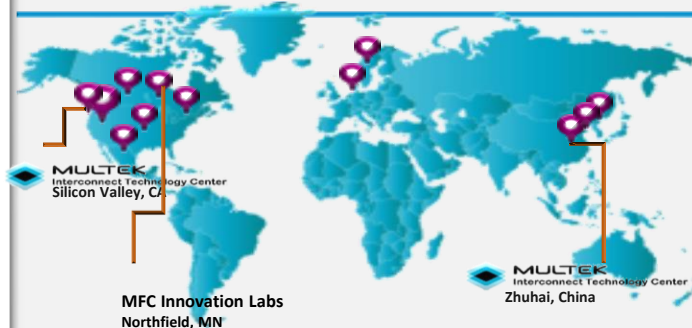 MULTEK
Interconnect Technology Center
Silicon Valley, CA
MFC Innovation Labs
Northfield, MN
MULTEK
Interconnect Technology Center
Zhuhai, China